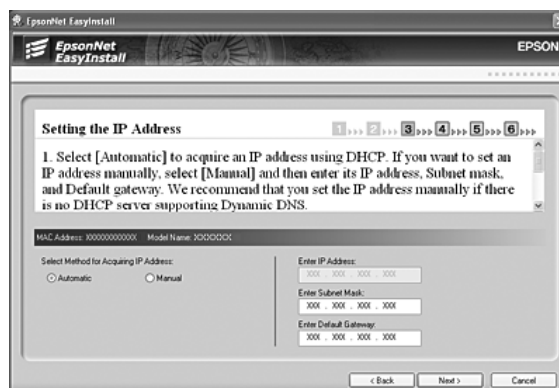 EpsonNet EasyInstall
EpsonNet
EasyInstall
EPSON
Setting the IP Address
1 >>> 2 >>> 3 >>> 4 >>> 5 >>> 6 >>>
1. Select [Automatic] to acquire an IP address using DHCP. If you want to set an
IP address manually, select [Manual] and then enter its IP address, Subnet mask,
and Default gateway. We recommend that you set the IP address manually if there
is no DHCP server supporting Dynamic DNS.
MAC Address: XXXXXXXXXXXX Model Name: XXXXXXX
Select Method for Acquiring IP Address:
Automatic Manual
Enter IP Address:
XXX . XXX . XXX . XXX
Enter Subnet Mask:
XXX . XXX . XXX . XXX
Enter Default Gateway:
XXX . XXX . XXX . XXX
< Back Next > Cancel